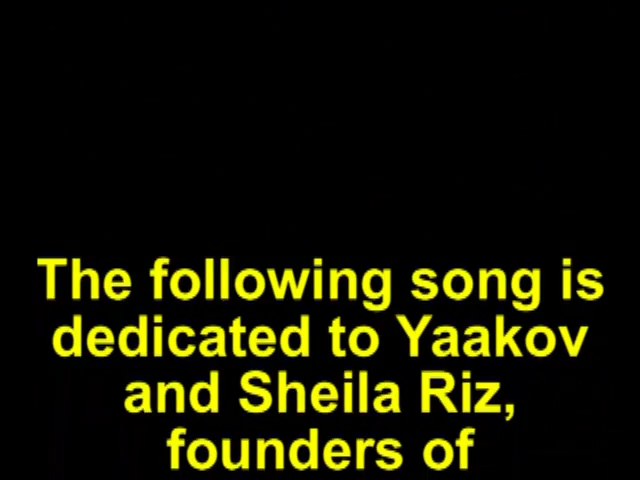 The following song is
dedicated to Yaakov
and Sheila Riz,
founders of